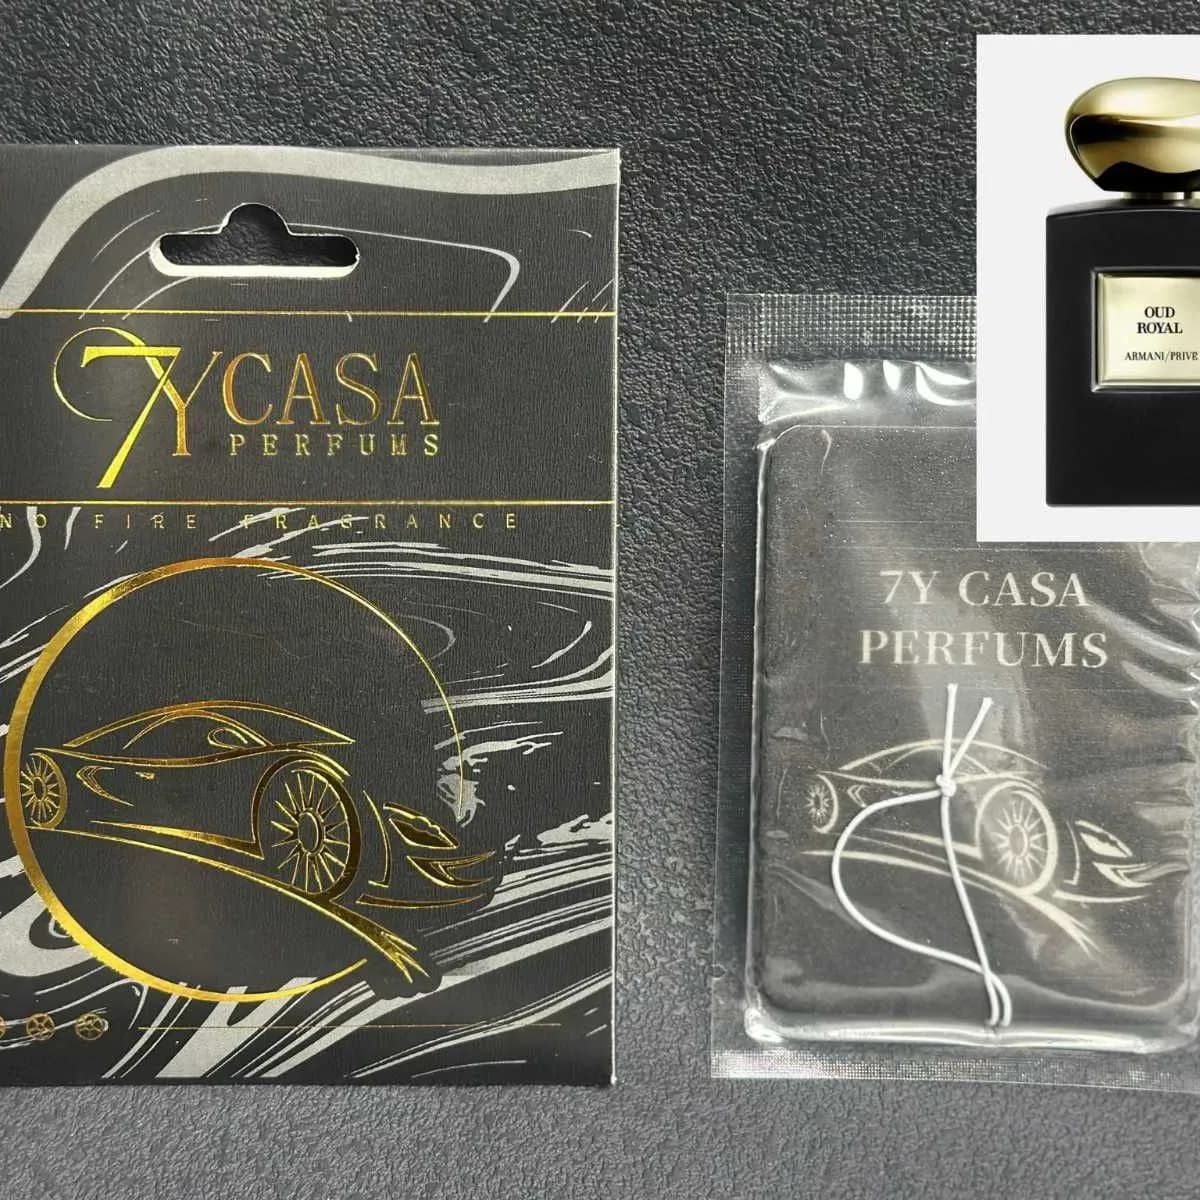 7YCASA
PERFUMS
NO FIRE FRAGRANCE
7Y CASA
PERFUMS
OUD
ROYAL
ARMANI/PRIVE